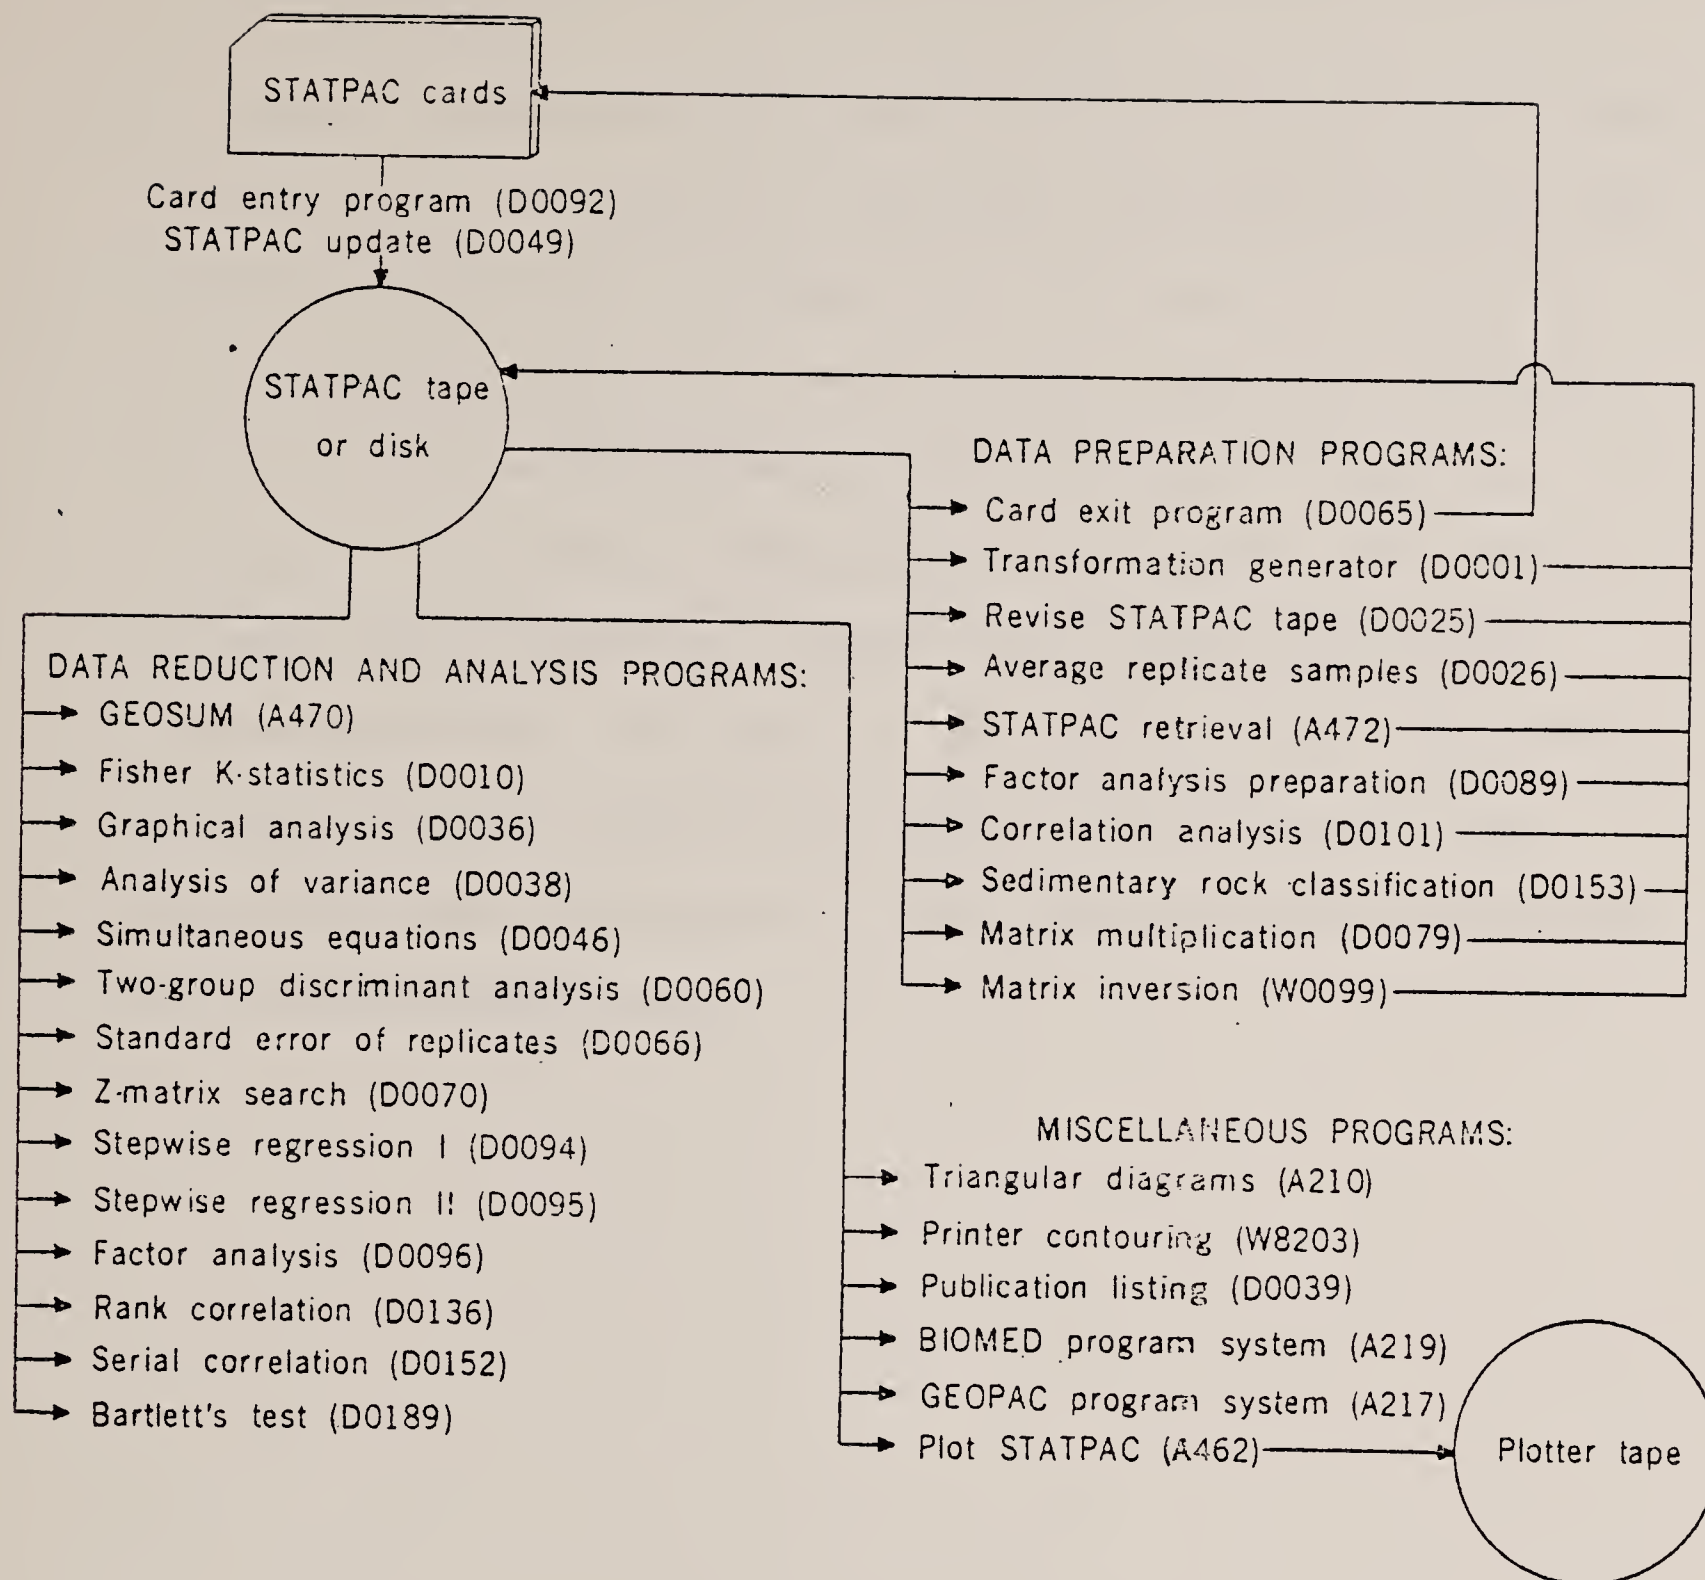 STATPAC cards
Card entry program (D0092)
STATPAC update (D0049)
STATPAC tape
or disk
DATA PREPARATION PROGRAMS:
Card exit program (D0065)
Transformation generator (D0001)
Revise STATPAC tape (D0025)
Average replicate samples (D0026)
STATPAC retrieval (A472)
Factor analysis preparation (D0089)
Correlation analysis (D0101)
Sedimentary rock classification (D0153)
Matrix multiplication (D0079)
Matrix inversion (W0099)
DATA REDUCTION AND ANALYSIS PROGRAMS:
GEOSUM (A470)
Fisher K-statistics (D0010)
Graphical analysis (D0036)
Analysis of variance (D0038)
Simultaneous equations (D0046)
Two-group discriminant analysis (D0060)
Standard error of replicates (D0066)
Z-matrix search (D0070)
Stepwise regression I (D0094)
Stepwise regression II (D0095)
Factor analysis (D0096)
Rank correlation (D0136)
Serial correlation (D0152)
Bartlett's test (D0189)
MISCELLANEOUS PROGRAMS:
Triangular diagrams (A210)
Printer contouring (W8203)
Publication listing (D0039)
BIOMED program system (A219)
GEOPAC program system (A217)
Plot STATPAC (A462)
Plotter tape